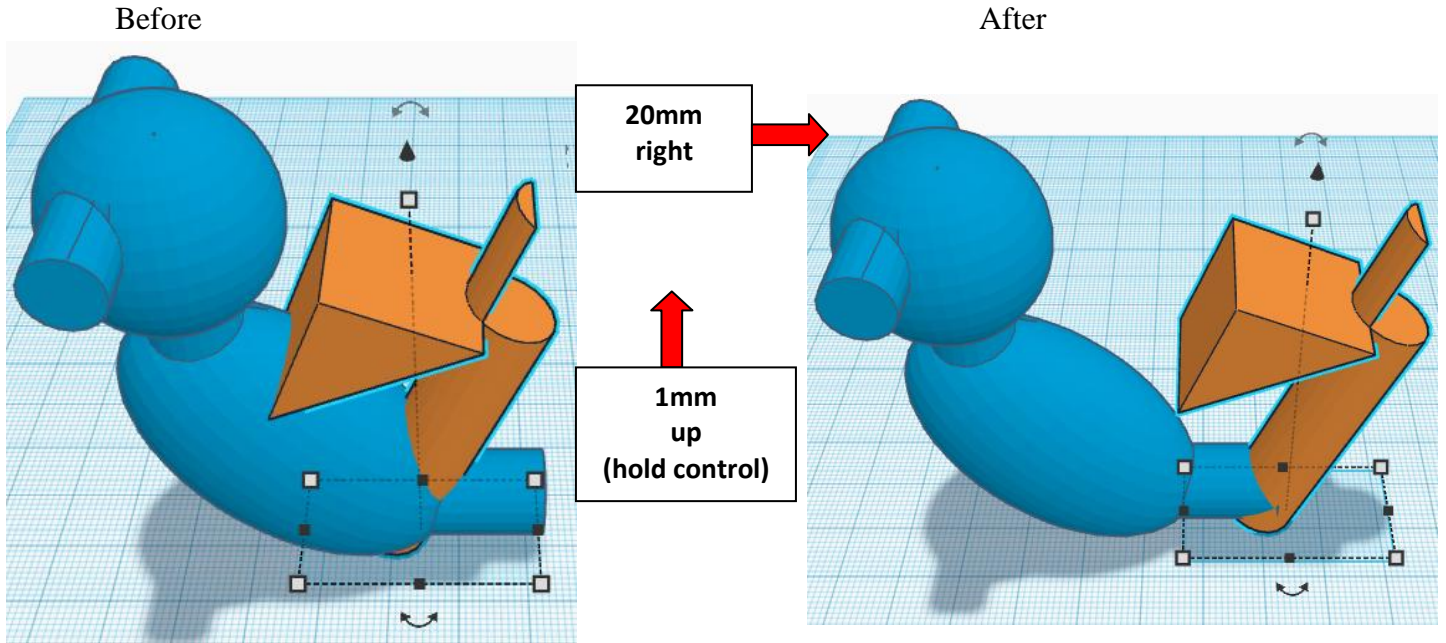 Before
After
20mm
right
1mm
up
(hold control)